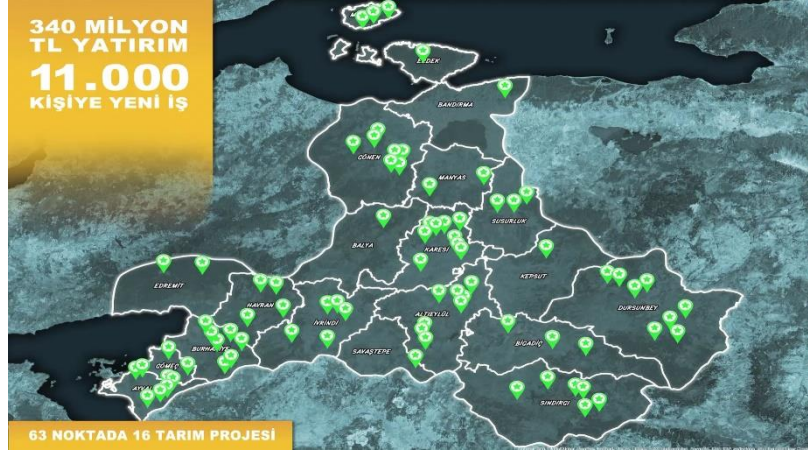 340 MİLYON
TL YATIRIM
11.000
KİŞİYE YENİ İŞ
ERDEK
BANDIRMA
GÖNEN
MANYAS
SUSURLUK
BALYA
KARESİ
KEPSUT
EDREMİT
HAVRAN
İVRİNDİ
ALTIEYLÜL
DURSUNBEY
BURHANİYE
SAVAŞTEPE
BİGADİÇ
GÖMEÇ
SINDIRGI
63 NOKTADA 16 TARIM PROJESİ